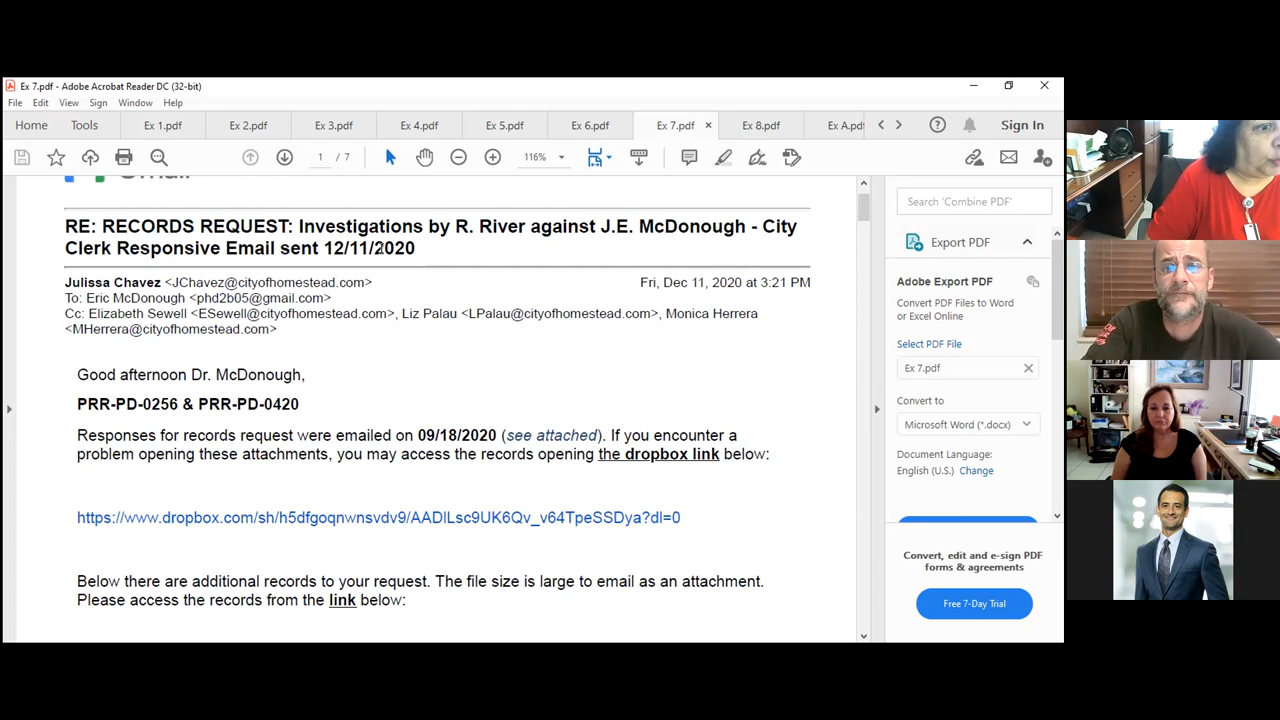 Ex 7.pdf - Adobe Acrobat Reader DC (32-bit)
File Edit View Sign Window Help
Home Tools Ex 1.pdf Ex 2.pdf Ex 3.pdf Ex 4.pdf Ex 5.pdf Ex 6.pdf Ex 7.pdf × Ex 8.pdf Ex A.pdf Sign In
1 / 7 116%
Gmail
RE: RECORDS REQUEST: Investigations by R. River against J.E. McDonough - City
Clerk Responsive Email sent 12/11/2020
Julissa Chavez <JChavez@cityofhomestead.com> Fri, Dec 11, 2020 at 3:21 PM
To: Eric McDonough <phd2b05@gmail.com>
Cc: Elizabeth Sewell <ESewell@cityofhomestead.com>, Liz Palau <LPalau@cityofhomestead.com>, Monica Herrera
<MHerrera@cityofhomestead.com>
Good afternoon Dr. McDonough,
PRR-PD-0256 & PRR-PD-0420
Responses for records request were emailed on 09/18/2020 (see attached). If you encounter a
problem opening these attachments, you may access the records opening the dropbox link below:
https://www.dropbox.com/sh/h5dfgoqnwnsvdv9/AADlLsc9UK6Qv_v64TpeSSDya?dl=0
Below there are additional records to your request. The file size is large to email as an attachment.
Please access the records from the link below:
Search 'Combine PDF'
Export PDF
Adobe Export PDF
Convert PDF Files to Word
or Excel Online
Select PDF File
Ex 7.pdf
Convert to
Microsoft Word (*.docx)
Document Language:
English (U.S.) Change
Convert, edit and e-sign PDF
forms & agreements
Free 7-Day Trial